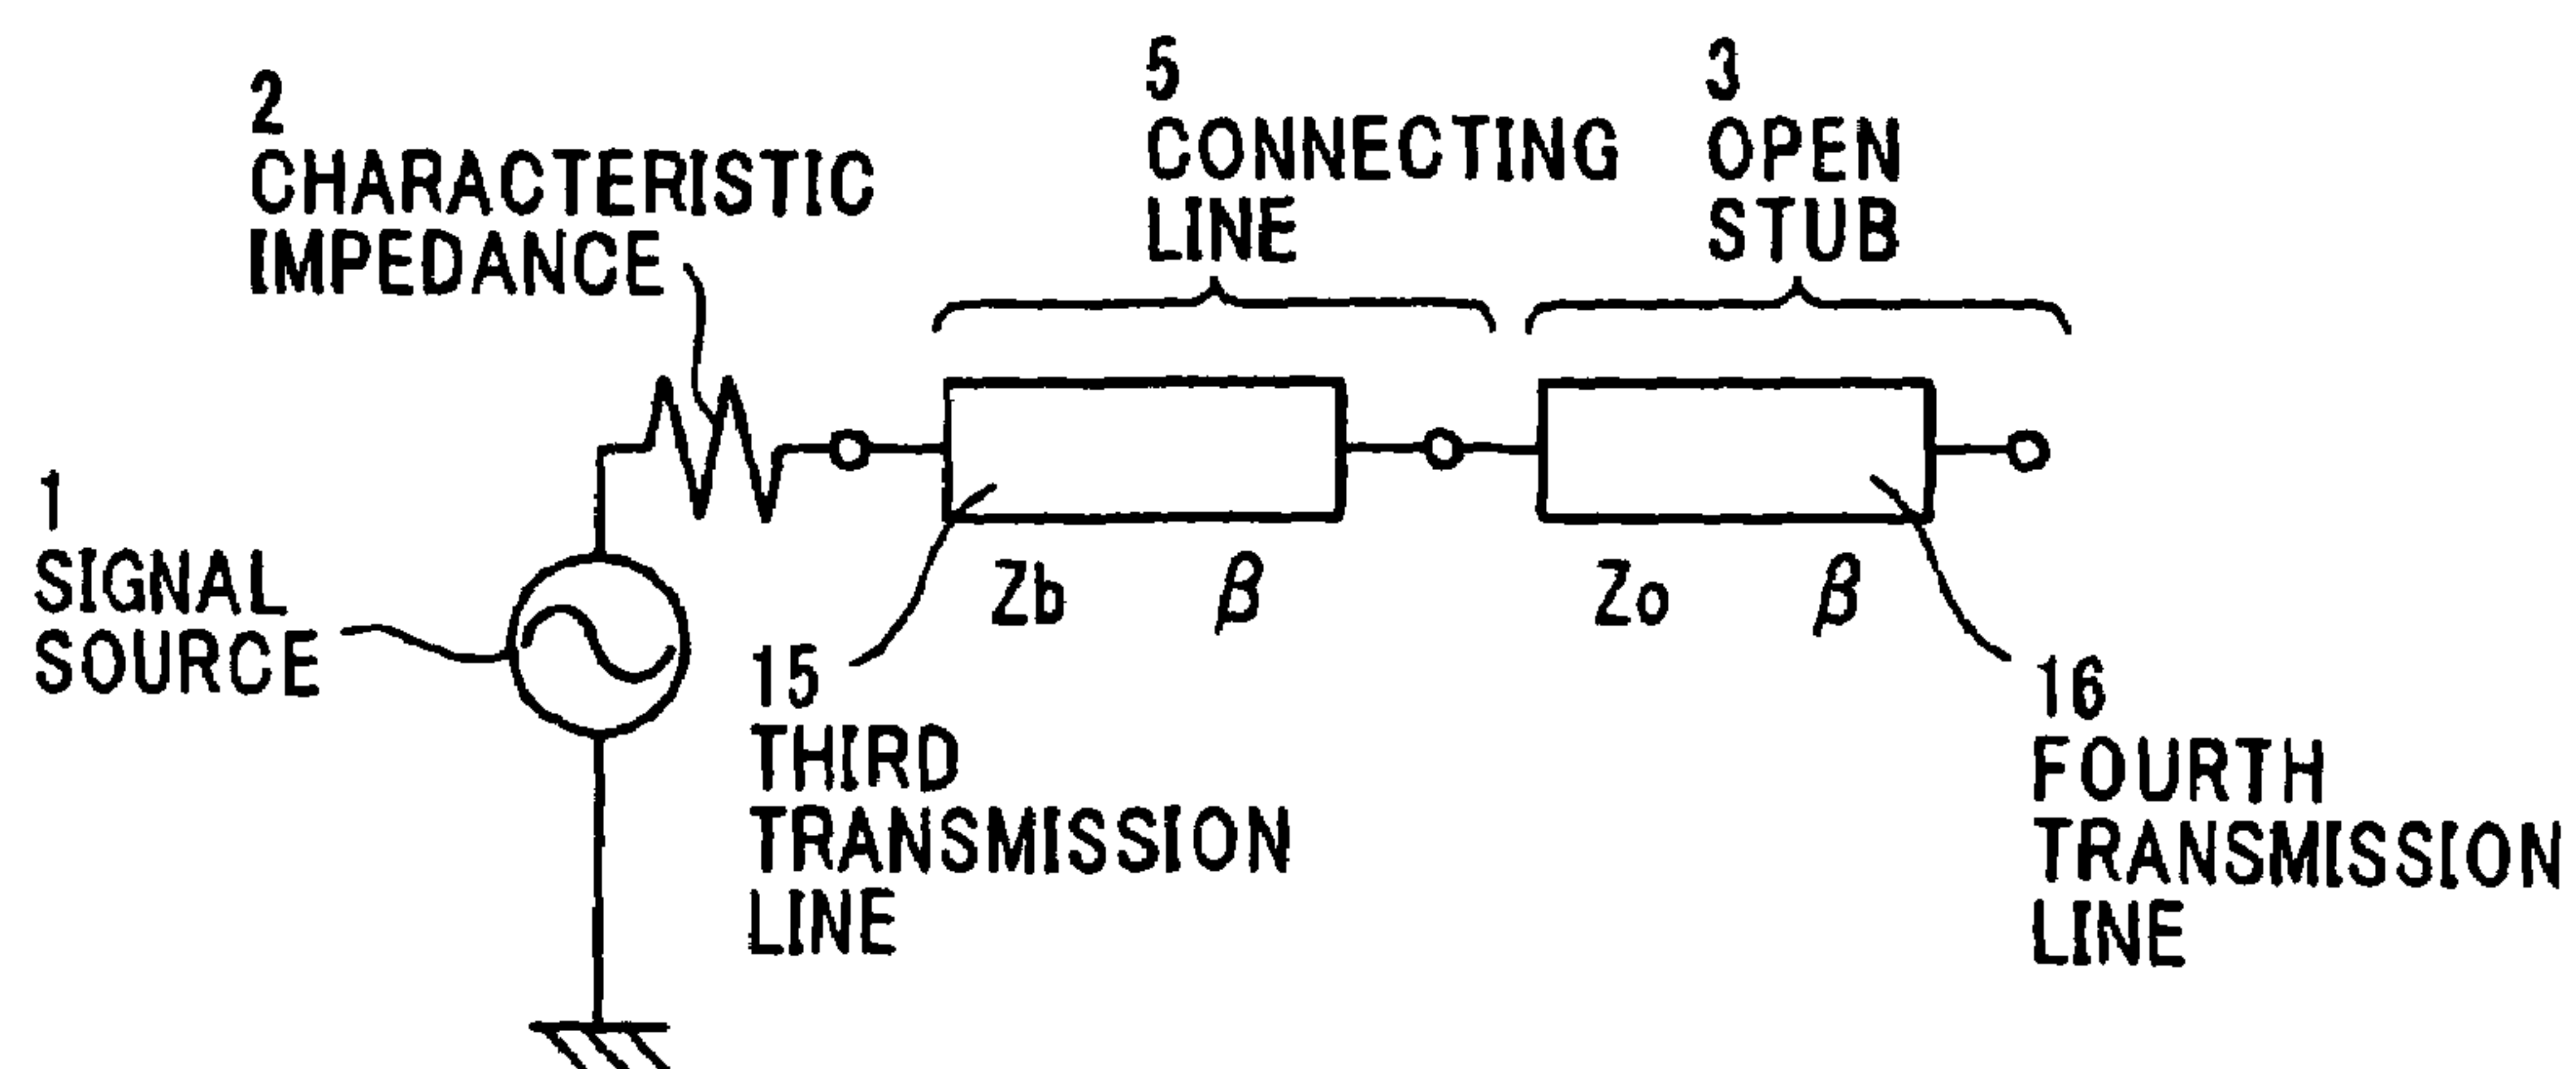 2
CHARACTERISTIC
IMPEDANCE
5
CONNECTING
LINE
3
OPEN
STUB
1
SIGNAL
SOURCE
Zb β
Zo β
15
THIRD
TRANSMISSION
LINE
16
FOURTH
TRANSMISSION
LINE